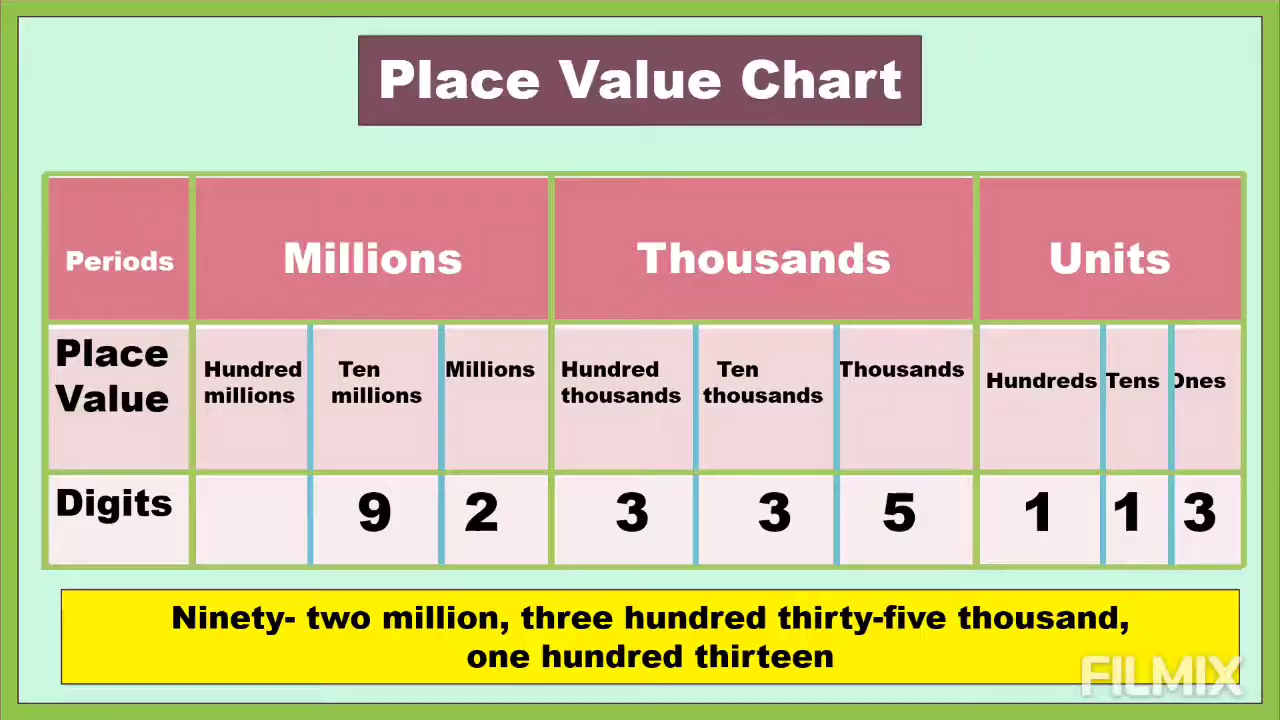 Place Value Chart
Periods Millions Thousands Units
Place Value
Hundred millions
Ten millions
Millions
Hundred thousands
Ten thousands
Thousands
Hundreds
Tens
Ones
Digits 9 2 3 3 5 1 1 3
Ninety- two million, three hundred thirty-five thousand,
one hundred thirteen
FILMIX